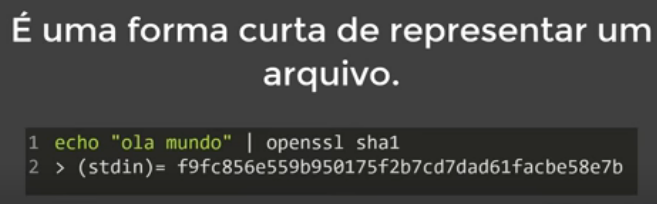 É uma forma curta de representar um
arquivo.
1 echo "ola mundo" | openssl sha1
2 > (stdin)= f9fc856e559b950175f2b7cd7dad61facbe58e7b